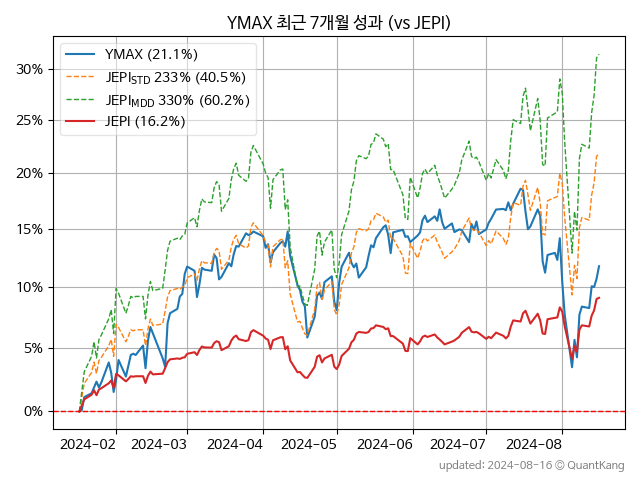 YMAX 최근 7개월 성과 (vs JEPI)
YMAX (21.1%)
JEPISTD 233% (40.5%)
JEPIMDD 330% (60.2%)
JEPI (16.2%)
30%
25%
20%
15%
10%
5%
0%
2024-02 2024-03 2024-04 2024-05 2024-06 2024-07 2024-08
updated: 2024-08-16 © QuantKang